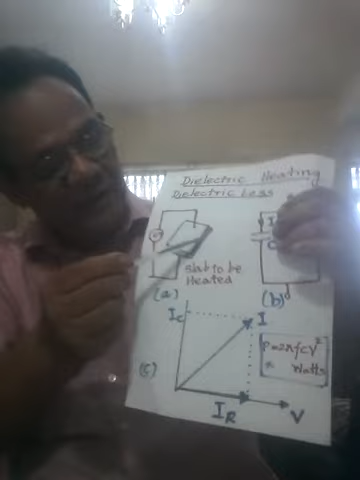 Dielectric Heating
Dielectric Loss
slab to be
Heated
(a)
(b)
Ic
I
(c)
IR
V
P=2πfCV²
Watts